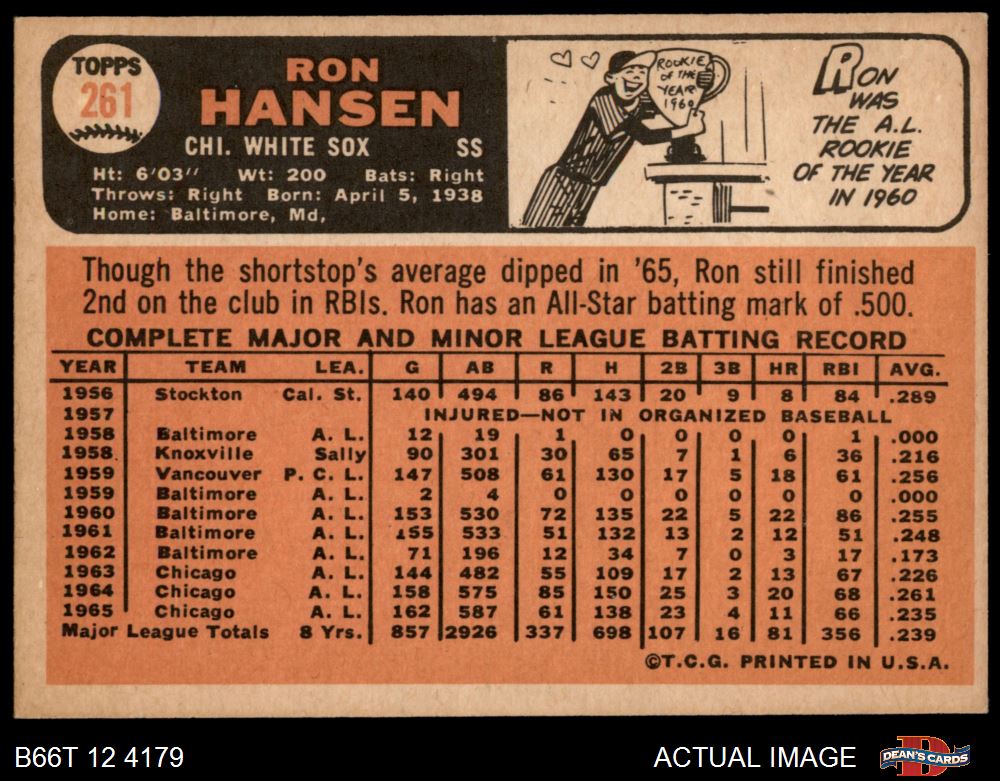 TOPPS
261
RON
HANSEN
CHI. WHITE SOX SS
Ht: 6'03" Wt: 200 Bats: Right
Throws: Right Born: April 5, 1938
Home: Baltimore, Md,
ROOKIE
OF THE
YEAR
1960
RON
WAS
THE A.L.
ROOKIE
OF THE YEAR
IN 1960
Though the shortstop's average dipped in '65, Ron still finished
2nd on the club in RBIs. Ron has an All-Star batting mark of .500.
COMPLETE MAJOR AND MINOR LEAGUE BATTING RECORD
YEAR TEAM LEA. G AB R H 2B 3B HR RBI AVG.
1956 Stockton Cal. St. 140 494 86 143 20 9 8 84 .289
1957 INJURED—NOT IN ORGANIZED BASEBALL
1958 Baltimore A. L. 12 19 1 0 0 0 0 1 .000
1958 Knoxville Sally 90 301 30 65 7 1 6 36 .216
1959 Vancouver P. C. L. 147 508 61 130 17 5 18 61 .256
1959 Baltimore A. L. 2 4 0 0 0 0 0 0 .000
1960 Baltimore A. L. 153 530 72 135 22 5 22 86 .255
1961 Baltimore A. L. 155 533 51 132 13 2 12 51 .248
1962 Baltimore A. L. 71 196 12 34 7 0 3 17 .173
1963 Chicago A. L. 144 482 55 109 17 2 13 67 .226
1964 Chicago A. L. 158 575 85 150 25 3 20 68 .261
1965 Chicago A. L. 162 587 61 138 23 4 11 66 .235
Major League Totals 8 Yrs. 857 2926 337 698 107 16 81 356 .239
©T.C.G. PRINTED IN U.S.A.
B66T 12 4179 ACTUAL IMAGE DEAN'S CARDS